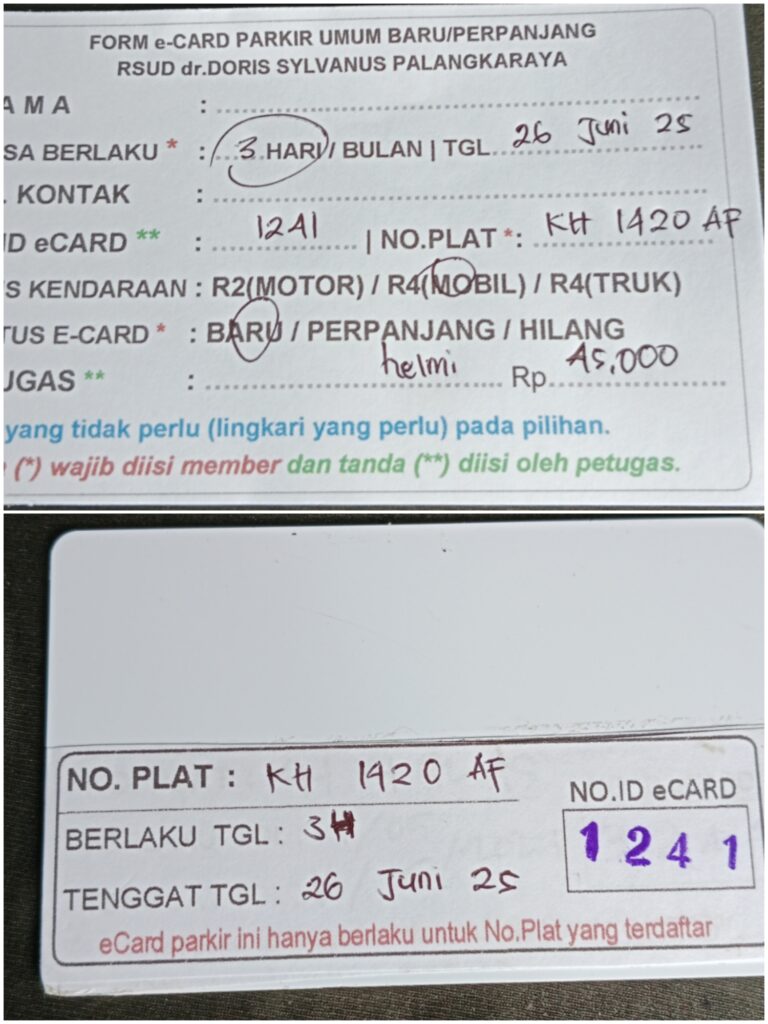 FORM e-CARD PARKIR UMUM BARU/PERPANJANG
RSUD dr.DORIS SYLVANUS PALANGKARAYA
AMA : 
SA BERLAKU * : 3 HARI / BULAN | TGL. 26 Juni 25
. KONTAK :
D eCARD ** : 1241 | NO.PLAT *: KH 1420 AF
S KENDARAAN : R2(MOTOR) / R4(MOBIL) / R4(TRUK)
TUS E-CARD * : BARU / PERPANJANG / HILANG
UGAS ** : helmi Rp. 45,000
yang tidak perlu (lingkari yang perlu) pada pilihan.
(*) wajib diisi member dan tanda (**) diisi oleh petugas.
NO. PLAT : KH 1420 AF
BERLAKU TGL : 3H
TENGGAT TGL : 26 Juni 25
NO.ID eCARD
1241
eCard parkir ini hanya berlaku untuk No.Plat yang terdaftar